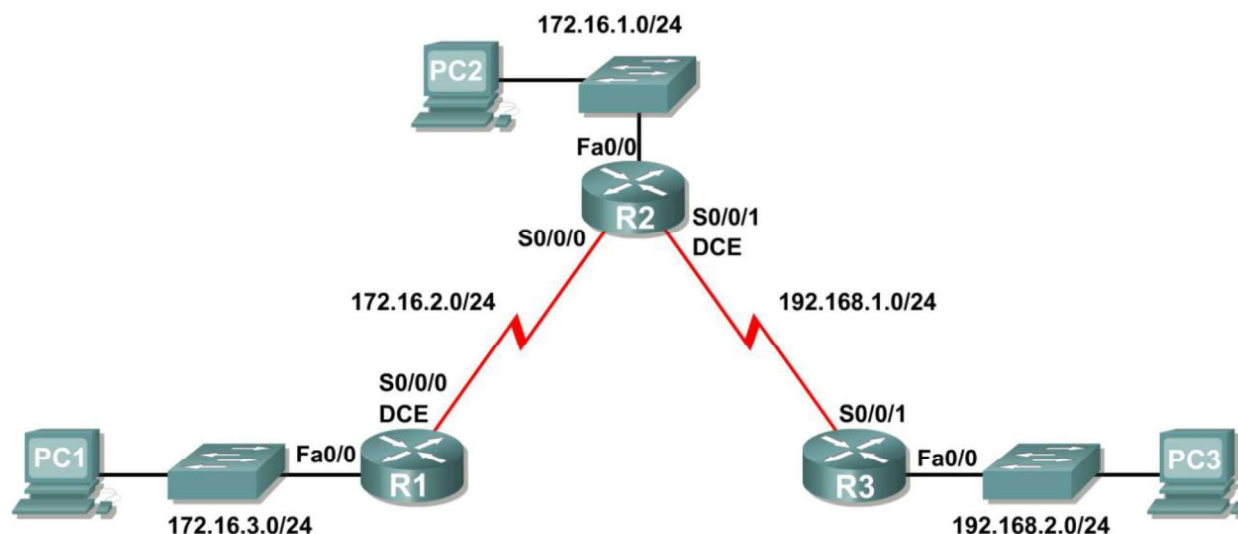 172.16.1.0/24
PC2
Fa0/0
R2
S0/0/0
S0/0/1
DCE
172.16.2.0/24
192.168.1.0/24
S0/0/0
DCE
S0/0/1
PC1
Fa0/0
R1
R3
Fa0/0
PC3
172.16.3.0/24
192.168.2.0/24